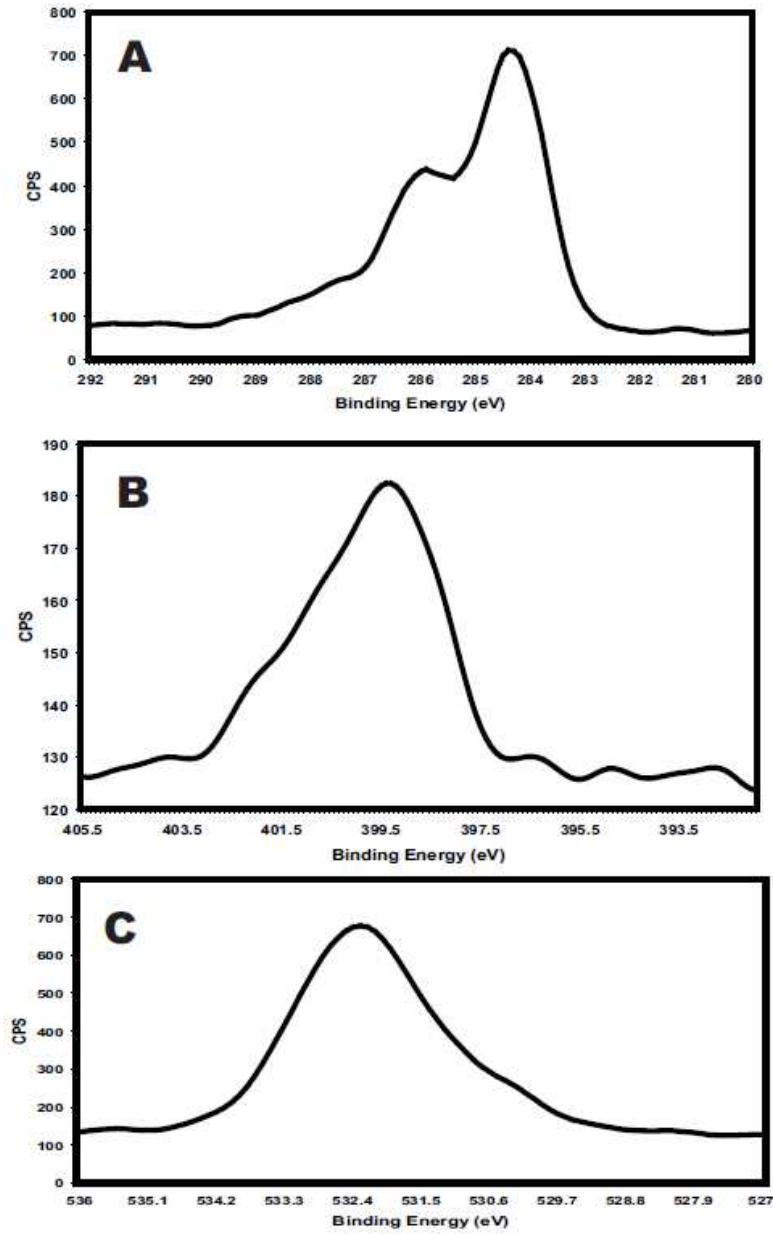 A
CPS
800
700
600
500
400
300
200
100
0
292 291 290 289 288 287 286 285 284 283 282 281 280
Binding Energy (eV)
B
CPS
190
180
170
160
150
140
130
120
405.5 403.5 401.5 399.5 397.5 395.5 393.5
Binding Energy (eV)
C
CPS
800
700
600
500
400
300
200
100
0
536 535.1 534.2 533.3 532.4 531.5 530.6 529.7 528.8 527.9 527
Binding Energy (eV)